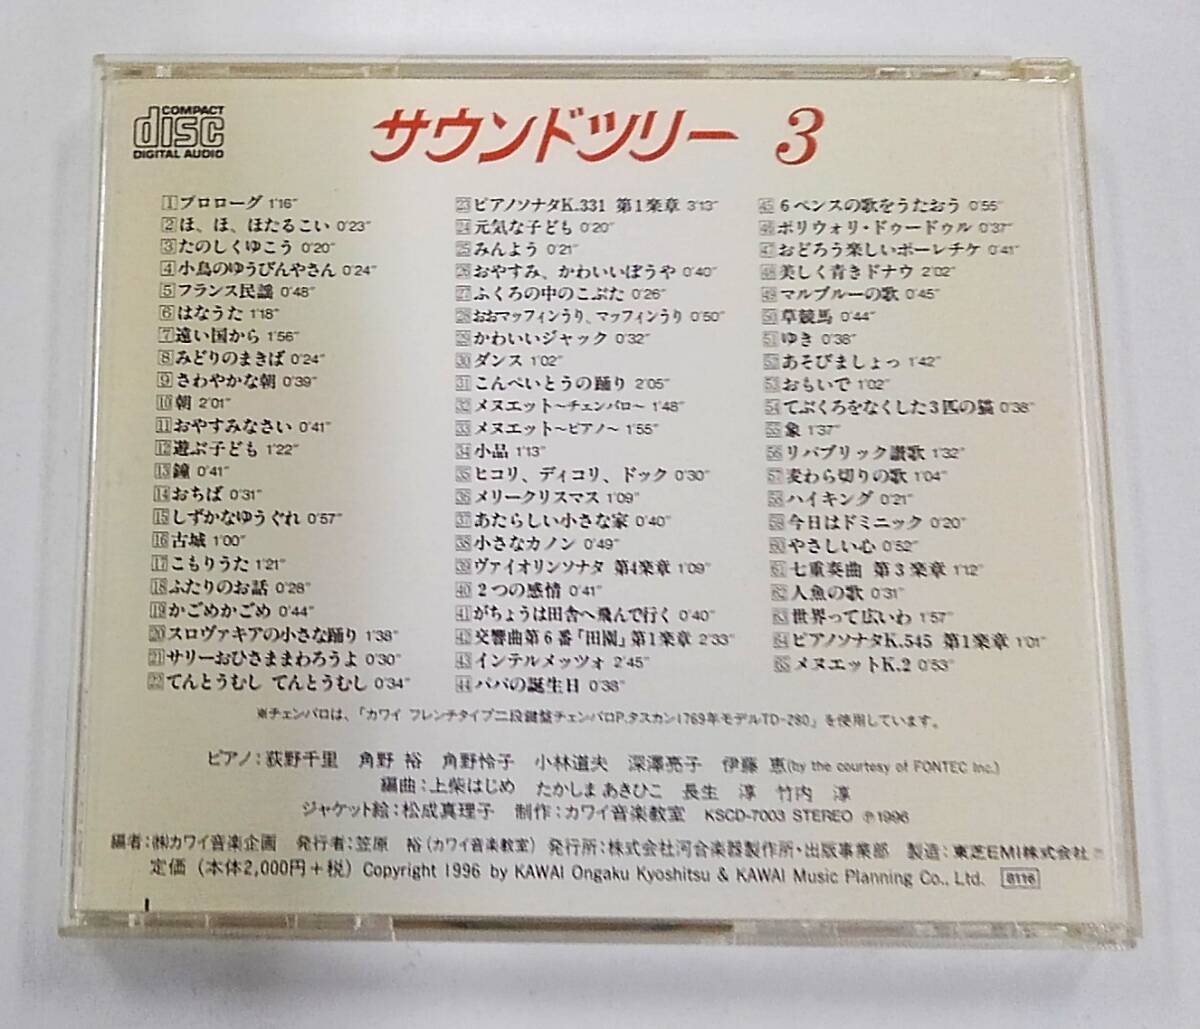 COMPACT
disc
DIGITAL AUDIO
サウンドツリー 3
1 プロローグ 1'16"
2 ほ、ほ、ほたるこい 0'23"
3 たのしくゆこう 0'20"
4 小鳥のゆうびんやさん 0'24"
5 フランス民謡 0'48"
6 はなうた 1'18"
7 遠い国から 1'56"
8 みどりのまきば 0'24"
9 さわやかな朝 0'39"
10 朝 2'01"
11 おやすみなさい 0'41"
12 遊ぶ子ども 1'22"
13 鐘 0'41"
14 おちば 0'31"
15 しずかなゆうぐれ 0'57"
16 古城 1'00"
17 こもりうた 1'21"
18 ふたりのお話 0'28"
19 かごめかごめ 0'44"
20 スロヴァキアの小さな踊り 1'38"
21 サリーおひさままわろうよ 0'30"
22 てんとうむし てんとうむし 0'34"
23 ピアノソナタK.331 第1楽章 3'13"
24 元気な子ども 0'20"
25 みんよう 0'21"
26 おやすみ、かわいいぼうや 0'40"
27 ふくろの中のこぶた 0'26"
28 おおマッフィンうり、マッフィンうり 0'50"
29 かわいいジャック 0'32"
30 ダンス 1'02"
31 こんぺいとうの踊り 2'05"
32 メヌエット～チェンバロ～ 1'48"
33 メヌエット～ピアノ～ 1'55"
34 小品 1'13"
35 ヒコリ、ディコリ、ドック 0'30"
36 メリークリスマス 1'09"
37 あたらしい小さな家 0'40"
38 小さなカノン 0'49"
39 ヴァイオリンソナタ 第4楽章 1'09"
40 2つの感情 0'41"
41 がちょうは田舎へ飛んで行く 0'40"
42 交響曲第6番「田園」第1楽章 2'33"
43 インテルメッツォ 2'45"
44 パパの誕生日 0'38"
45 6ペンスの歌をうたおう 0'55"
46 ポリウォリ・ドゥードゥル 0'37"
47 おどろう楽しいポーレチケ 0'41"
48 美しく青きドナウ 2'02"
49 マルブルーの歌 0'45"
50 草競馬 0'44"
51 ゆき 0'38"
52 あそびましょっ 1'42"
53 おもいで 1'02"
54 てぶくろをなくした3匹の猫 0'38"
55 象 1'37"
56 リパブリック讃歌 1'32"
57 麦わら切りの歌 1'04"
58 ハイキング 0'21"
59 今日はドミニック 0'20"
60 やさしい心 0'52"
61 七重奏曲 第3楽章 1'12"
62 人魚の歌 0'31"
63 世界って広いわ 1'57"
64 ピアノソナタK.545 第1楽章 1'01"
65 メヌエットK.2 0'53"
※チェンバロは、「カワイ フレンチタイプ二段鍵盤チェンバロP.タスカン1769年モデルTD-280」を使用しています。
ピアノ：荻野千里 角野 裕 角野怜子 小林道夫 深澤亮子 伊藤 恵(by the courtesy of FONTEC Inc.)
編曲：上柴はじめ たかしま あきひこ 長生 淳 竹内 淳
ジャケット絵：松成真理子 制作：カワイ音楽教室 KSCD-7003 STEREO ℗1996
編者：㈱カワイ音楽企画 発行者：笠原 裕（カワイ音楽教室）発行所：株式会社河合楽器製作所・出版事業部 製造：東芝EMI株式会社
定価（本体2,000円＋税）Copyright 1996 by KAWAI Ongaku Kyoshitsu & KAWAI Music Planning Co., Ltd. 8116